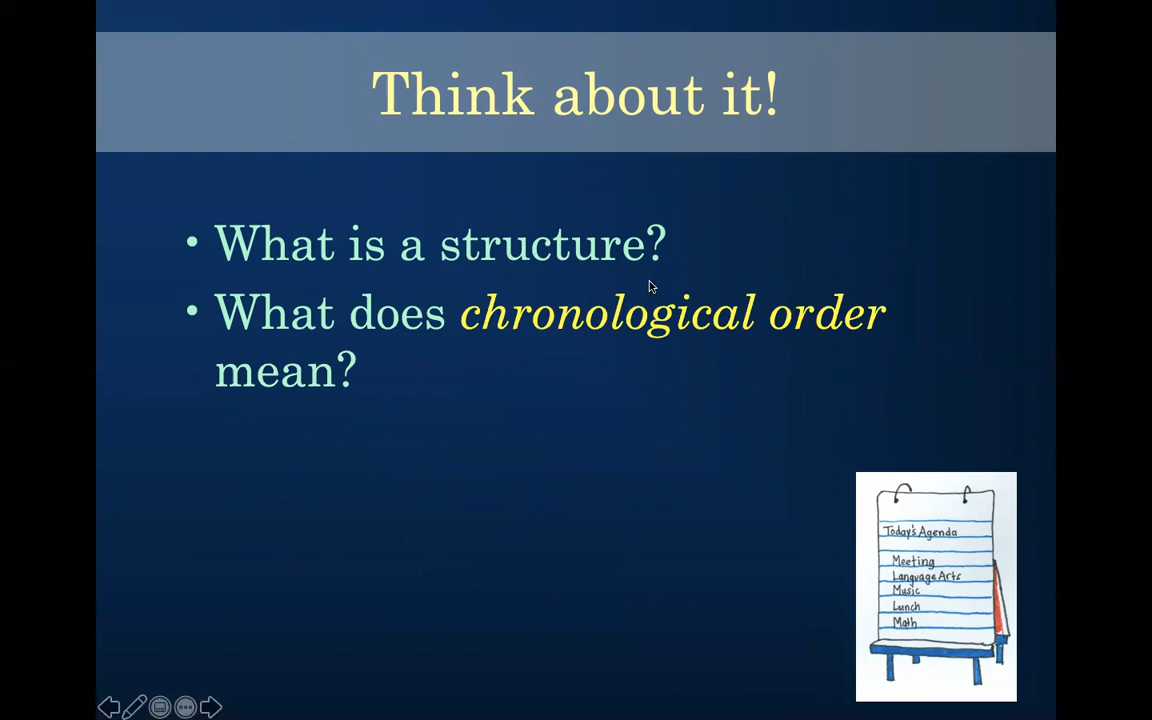 Think about it!
• What is a structure?
• What does chronological order
mean?
Today's Agenda
Meeting
Language Arts
Music
Lunch
Math